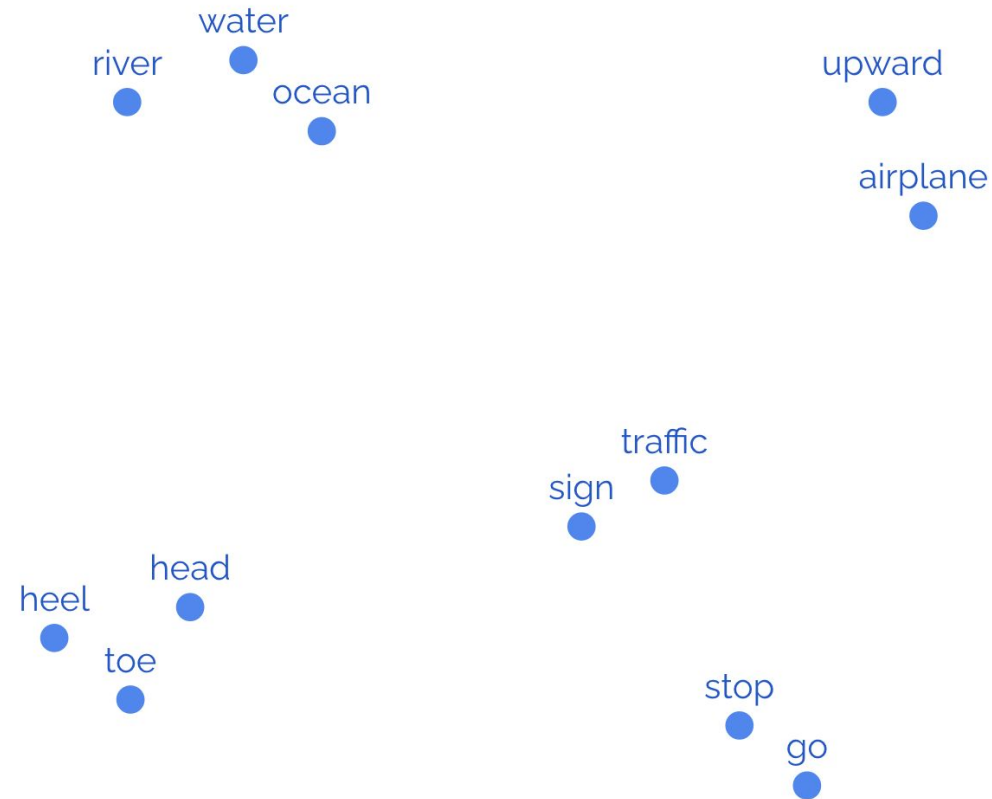 water
river
upward
ocean
airplane
traffic
sign
head
heel
toe
stop
go